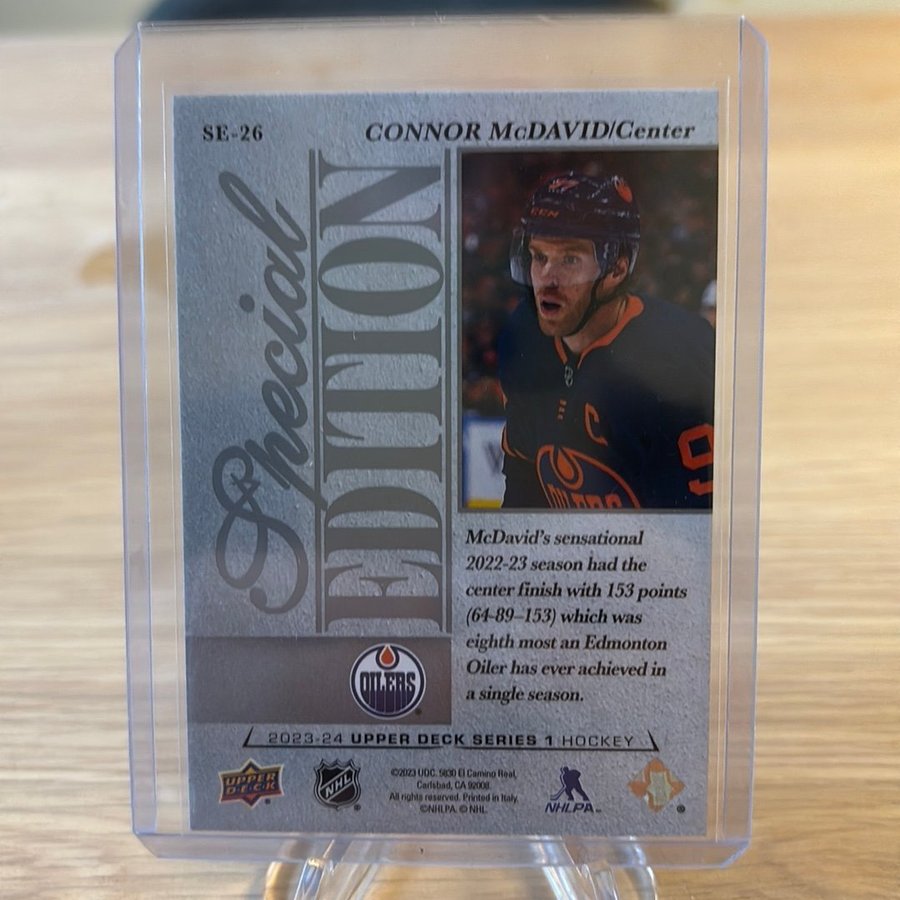 SE-26
CONNOR McDAVID/Center
Special
EDITION
CCM
C
OILERS
McDavid's sensational
2022-23 season had the
center finish with 153 points
(64-89–153) which was
eighth most an Edmonton
Oiler has ever achieved in
a single season.
OILERS
2023-24 UPPER DECK SERIES 1 HOCKEY
UPPER
DECK
NHL
©2023 UDC. 5830 El Camino Real,
Carlsbad, CA 92008.
All rights reserved. Printed in Italy.
©NHLPA. © NHL.
NHLPA